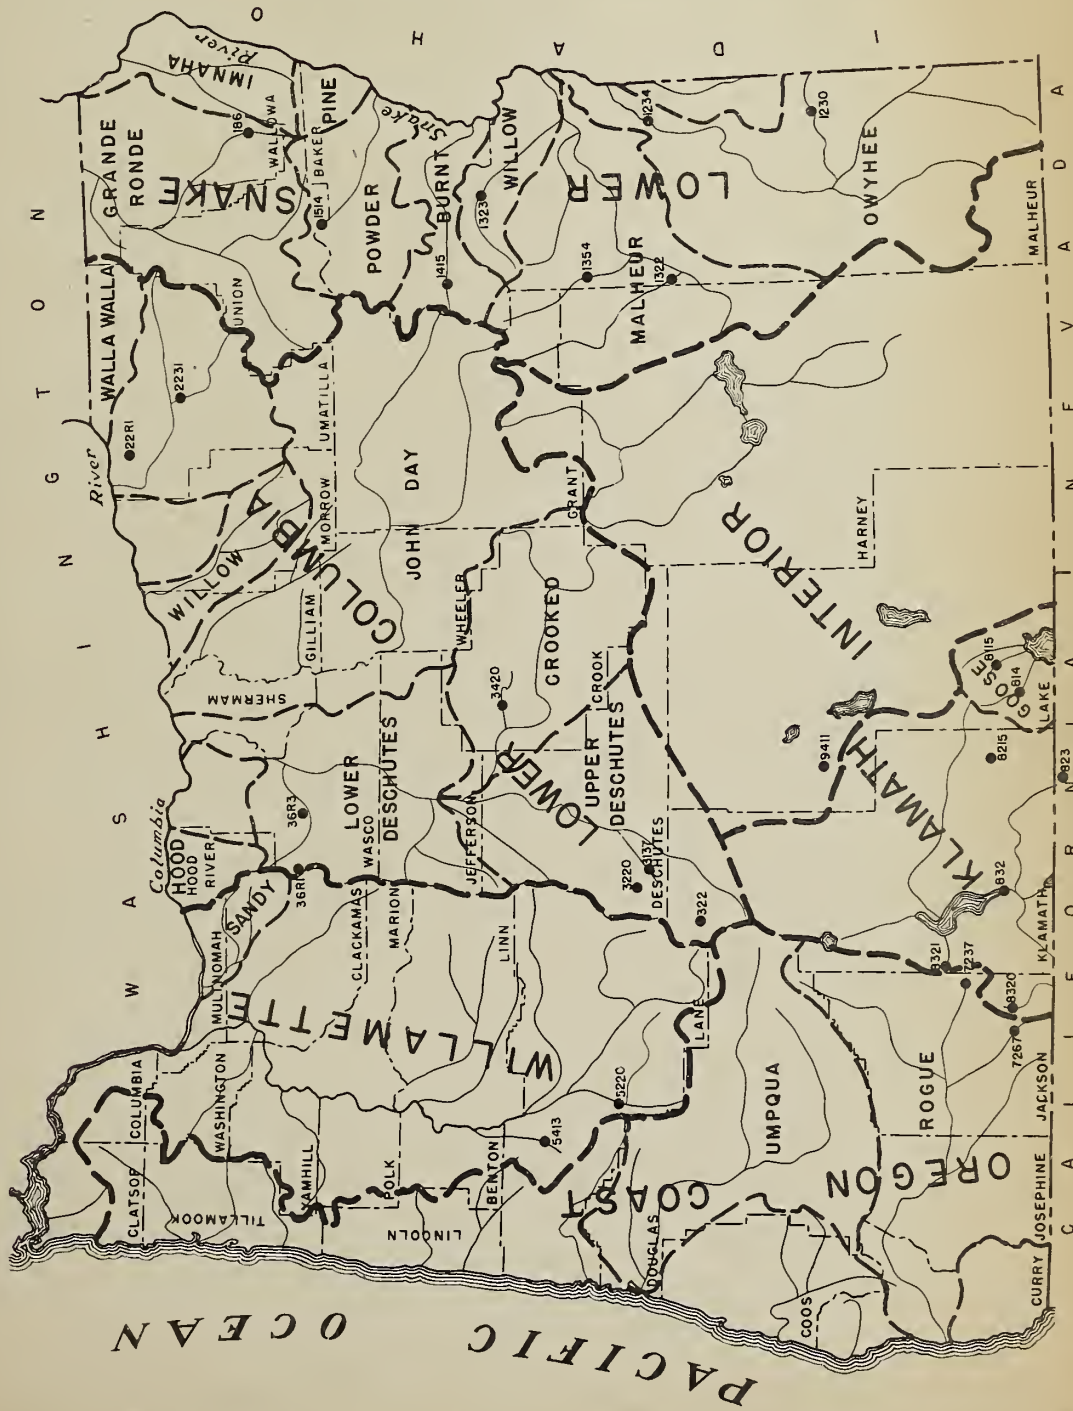 WASHINGTON
IDAHO
NEVADA
CALIFORNIA
PACIFIC OCEAN
Columbia
River
River
Snake
SNAKE
LOWER
COLUMBIA
LOWER
WILLAMETTE
COAST
OREGON
KLAMATH
INTERIOR
GRANDE
RONDE
IMNAHA
WALLOWA
186
PINE
BAKER
1514
POWDER
BURNT
1415
WILLOW
1323
1354
1322
1234
1230
MALHEUR
OWYHEE
MALHEUR
WALLA WALLA
UNION
2231
22R1
UMATILLA
MORROW
WILLOW
GILLIAM
JOHN DAY
GRANT
SHERMAM
WHEELER
CROOKED
3420
CROOK
UPPER
DESCHUTES
LOWER
DESCHUTES
WASCO
JEFFERSON
36R3
36R1
HOOD
HOOD
RIVER
SANDY
MULTNOMAH
CLACKAMAS
MARION
LINN
3220
3137
DESCHUTES
322
LANE
HARNEY
9411
GOOSE
8115
814
LAKE
8215
823
832
8321
7237
8320
7267
KLAMATH
JACKSON
ROGUE
JOSEPHINE
CURRY
COOS
DOUGLAS
UMPQUA
5220
5413
BENTON
POLK
LINCOLN
YAMHILL
TILLAMOOK
WASHINGTON
COLUMBIA
CLATSOP